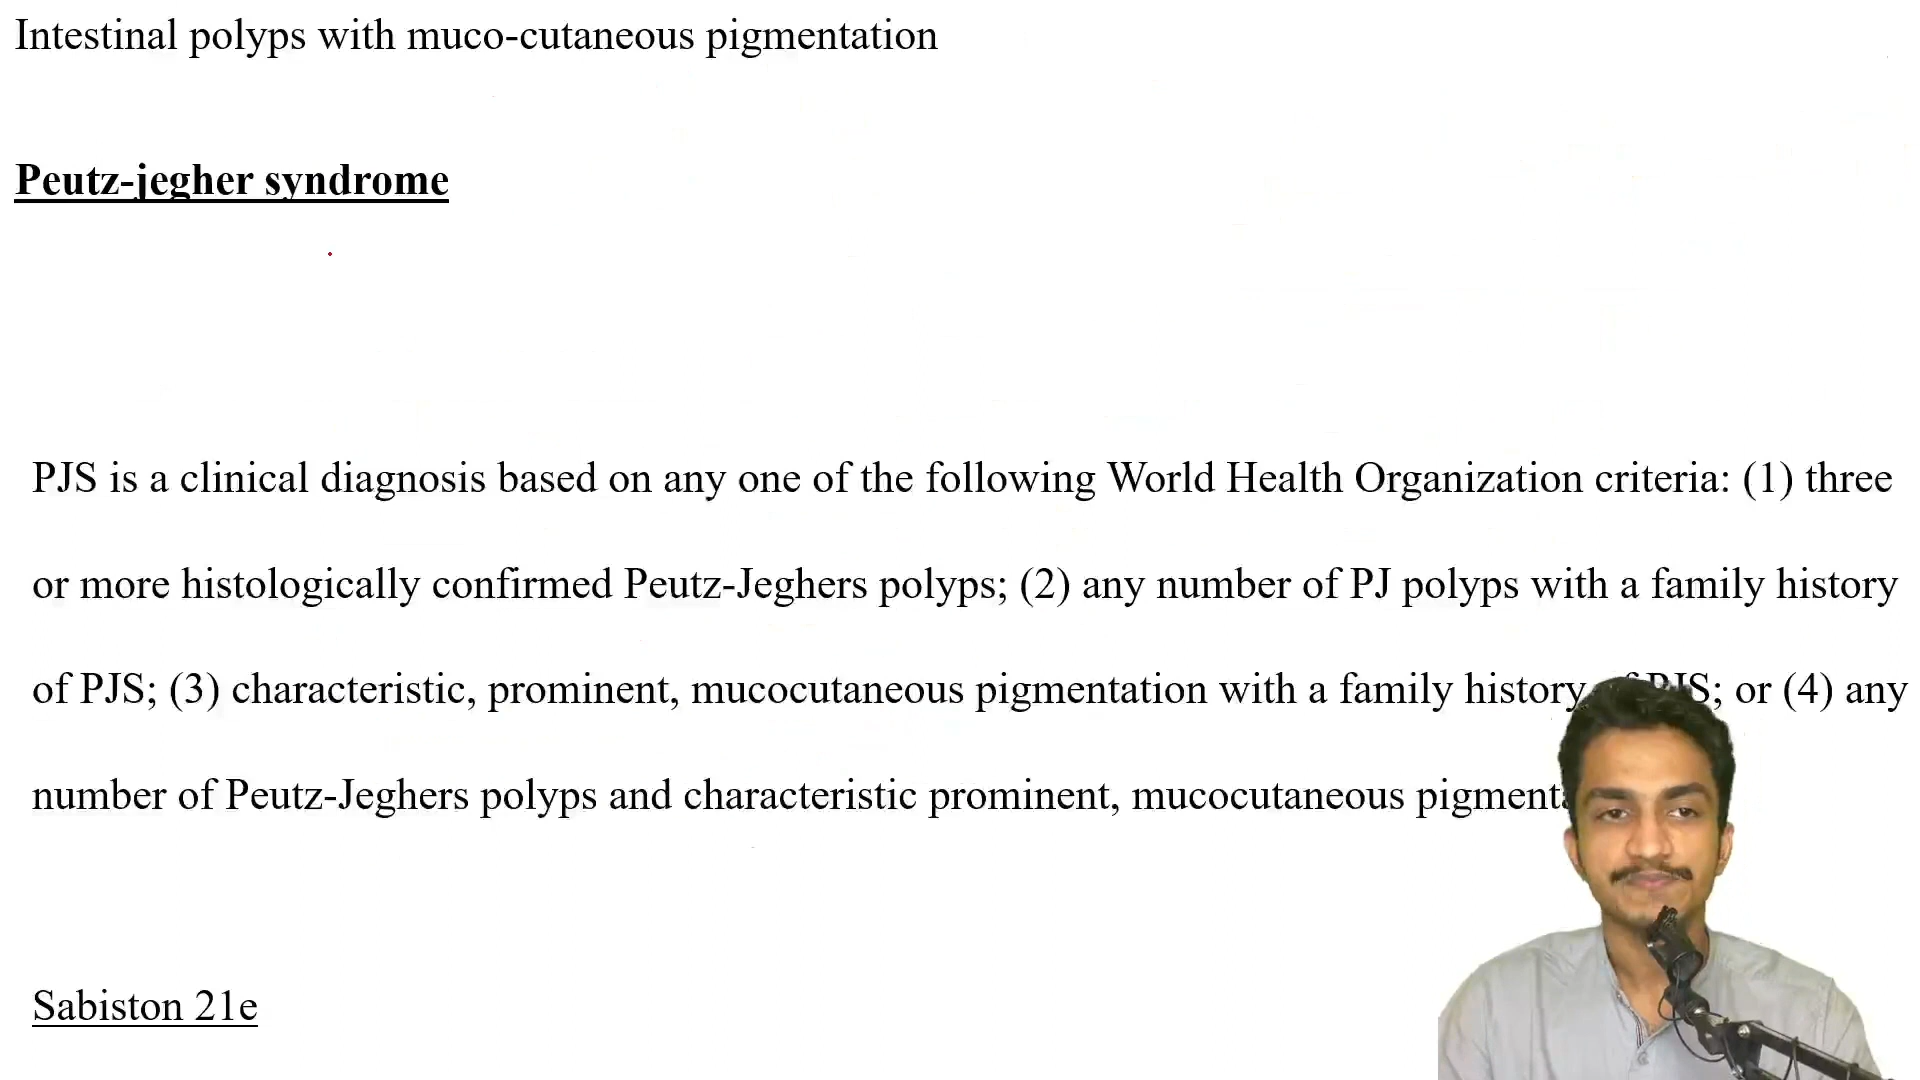 Intestinal polyps with muco-cutaneous pigmentation
Peutz-jegher syndrome
PJS is a clinical diagnosis based on any one of the following World Health Organization criteria: (1) three
or more histologically confirmed Peutz-Jeghers polyps; (2) any number of PJ polyps with a family history
of PJS; (3) characteristic, prominent, mucocutaneous pigmentation with a family history of PJS; or (4) any
number of Peutz-Jeghers polyps and characteristic prominent, mucocutaneous
Sabiston 21e